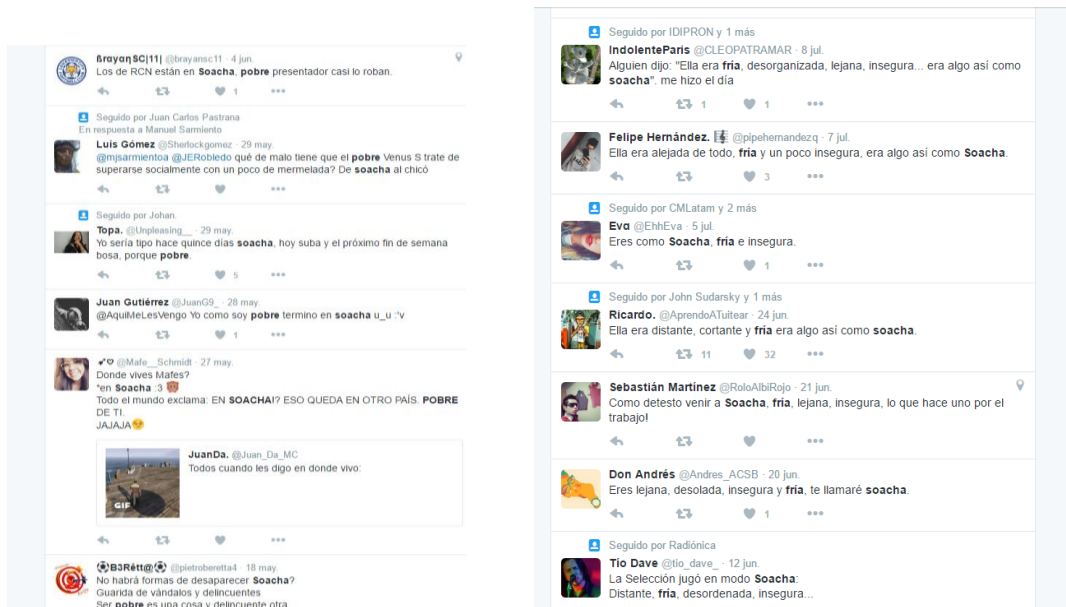 ßrayanSC|11| @brayansc11 · 4 jun.
Los de RCN están en Soacha, pobre presentador casi lo roban.
1
Seguido por Juan Carlos Pastrana
En respuesta a Manuel Sarmiento
Luis Gómez @Sherlockgomez · 29 may.
@mjsarmientoa @JERobledo qué de malo tiene que el pobre Venus S trate de
superarse socialmente con un poco de mermelada? De soacha al chicó
Seguido por Johan.
Topa. @Unpleasing__ · 29 may.
Yo sería tipo hace quince días soacha, hoy suba y el próximo fin de semana
bosa, porque pobre.
5
Juan Gutiérrez @JuanG9_ · 28 may.
@AquiMeLesVengo Yo como soy pobre termino en soacha u_u :'v
1
@Mafe__Schmidt · 27 may.
Donde vives Mafes?
*en Soacha :3
Todo el mundo exclama: EN SOACHA!? ESO QUEDA EN OTRO PAÍS. POBRE
DE TI.
JAJAJA
JuanDa. @Juan_Da_MC
Todos cuando les digo en donde vivo:
GIF
B3Rétt@ @pietroberetta4 · 18 may.
No habrá formas de desaparecer Soacha?
Guarida de vándalos y delincuentes
Ser pobre es una cosa y delincuente otra
Seguido por IDIPRON y 1 más
IndolenteParis @CLEOPATRAMAR · 8 jul.
Alguien dijo: "Ella era fría, desorganizada, lejana, insegura... era algo así como
soacha". me hizo el día
1 1
Felipe Hernández. @pipehernandezq · 7 jul.
Ella era alejada de todo, fría y un poco insegura, era algo así como Soacha.
3
Seguido por CMLatam y 2 más
Eva @EhhEva · 5 jul.
Eres como Soacha, fría e insegura.
1
Seguido por John Sudarsky y 1 más
Ricardo. @AprendoATuitear · 24 jun.
Ella era distante, cortante y fría era algo así como soacha.
11 32
Sebastián Martínez @RoloAlbiRojo · 21 jun.
Como detesto venir a Soacha, fría, lejana, insegura, lo que hace uno por el
trabajo!
Don Andrés @Andres_ACSB · 20 jun.
Eres lejana, desolada, insegura y fría, te llamaré soacha.
1
Seguido por Radiónica
Tío Dave @tio_dave_ · 12 jun.
La Selección jugó en modo Soacha:
Distante, fría, desordenada, insegura...